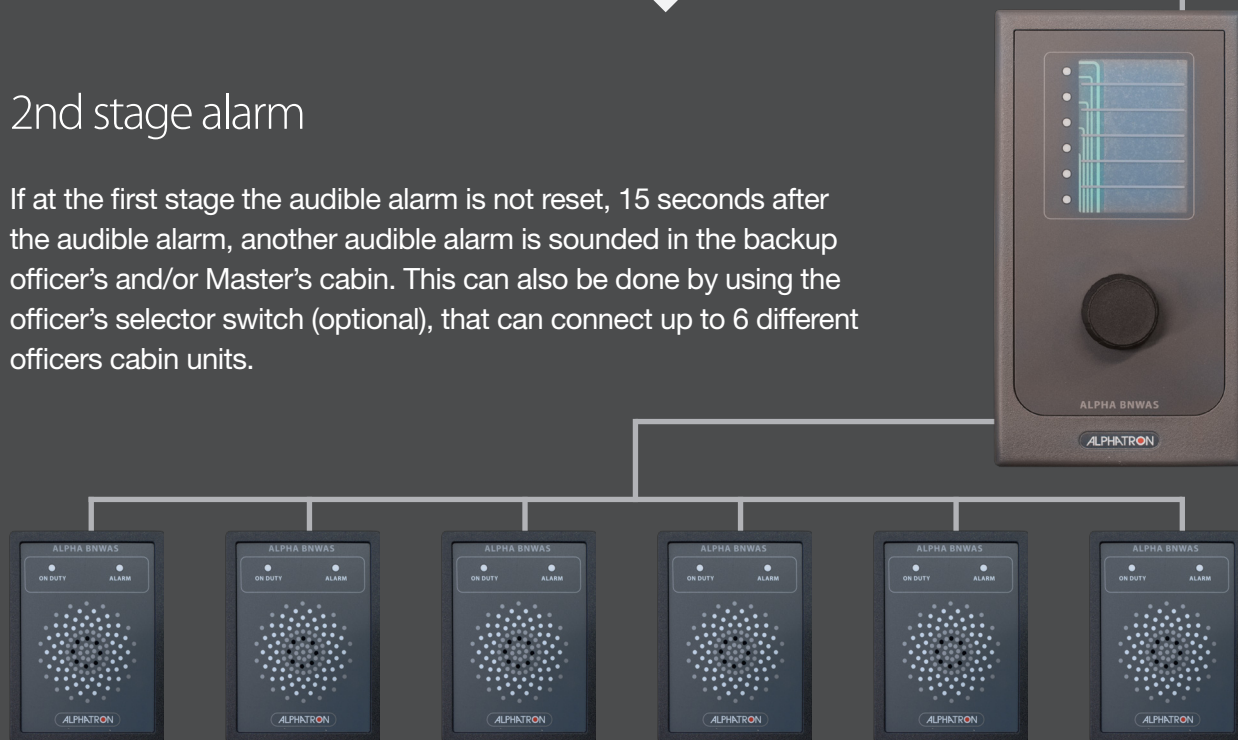 2nd stage alarm
If at the first stage the audible alarm is not reset, 15 seconds after
the audible alarm, another audible alarm is sounded in the backup
officer's and/or Master's cabin. This can also be done by using the
officer's selector switch (optional), that can connect up to 6 different
officers cabin units.
ALPHA BNWAS
ALPHATRON
ALPHA BNWAS
ON DUTY ALARM
ALPHATRON
ALPHA BNWAS
ON DUTY ALARM
ALPHATRON
ALPHA BNWAS
ON DUTY ALARM
ALPHATRON
ALPHA BNWAS
ON DUTY ALARM
ALPHATRON
ALPHA BNWAS
ON DUTY ALARM
ALPHATRON
ALPHA BNWAS
ON DUTY ALARM
ALPHATRON